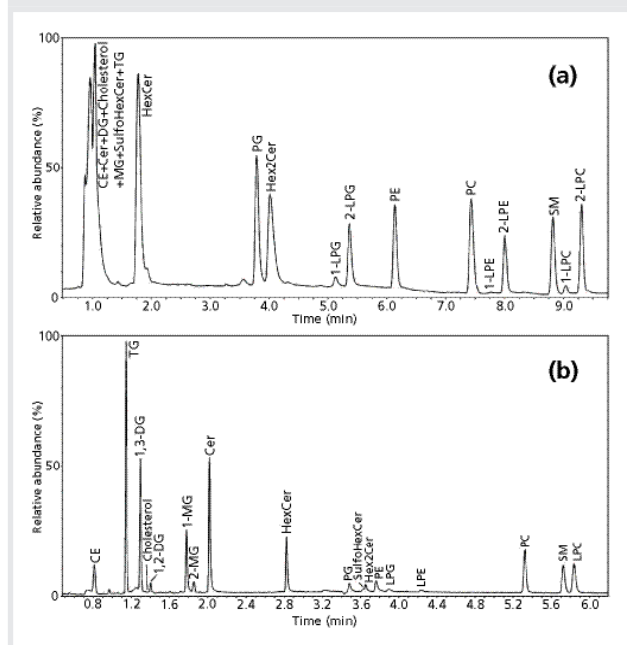 (a)
Relative abundance (%)
100
50
0
CE+Cer+DG+Cholesterol
+MG+SulfoHexCer+TG
HexCer
PG
Hex2Cer
1-LPG
2-LPG
PE
PC
1-LPE
2-LPE
SM
1-LPC
2-LPC
1.0 2.0 3.0 4.0 5.0 6.0 7.0 8.0 9.0
Time (min)
(b)
Relative abundance (%)
100
50
0
CE
TG
1,3-DG
Cholesterol
1,2-DG
1-MG
2-MG
Cer
HexCer
PG
SulfoHexCer
Hex2Cer
PE
LPG
LPE
PC
SM
LPC
0.8 1.2 1.6 2.0 2.4 2.8 3.2 3.6 4.0 4.4 4.8 5.2 5.6 6.0
Time (min)